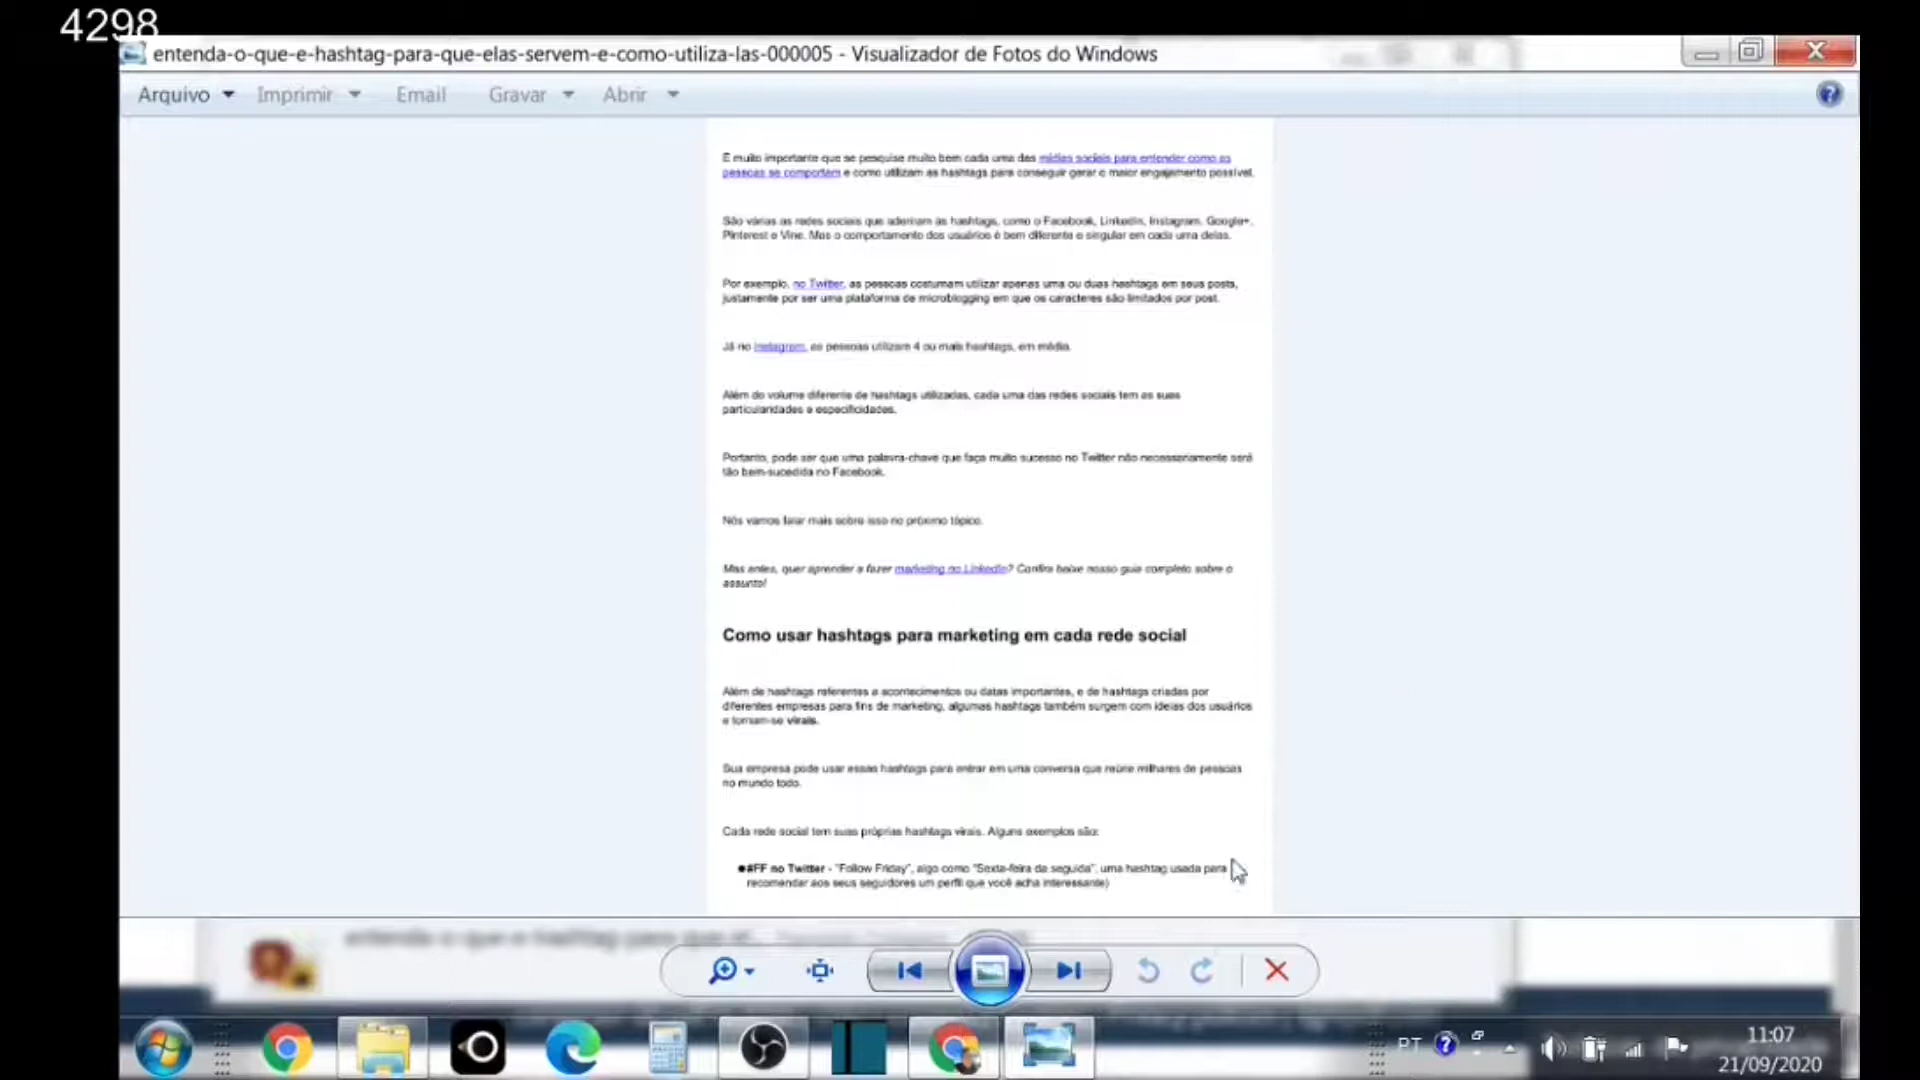 4298
entenda-o-que-e-hashtag-para-que-elas-servem-e-como-utiliza-las-000005 - Visualizador de Fotos do Windows
Arquivo Imprimir Email Gravar Abrir
É muito importante que se pesquise muito bem cada uma das mídias sociais para entender como as
pessoas se comportam e como utilizam as hashtags para conseguir gerar o maior engajamento possível.
São várias as redes sociais que aderiram às hashtags, como o Facebook, LinkedIn, Instagram, Google+,
Pinterest e Vine. Mas o comportamento dos usuários é bem diferente e singular em cada uma delas.
Por exemplo, no Twitter, as pessoas costumam utilizar apenas uma ou duas hashtags em seus posts,
justamente por ser uma plataforma de microblogging em que os caracteres são limitados por post.
Já no Instagram, as pessoas utilizam 4 ou mais hashtags, em média.
Além do volume diferente de hashtags utilizadas, cada uma das redes sociais tem as suas
particularidades e especificidades.
Portanto, pode ser que uma palavra-chave que faça muito sucesso no Twitter não necessariamente será
tão bem-sucedida no Facebook.
Nós vamos falar mais sobre isso no próximo tópico.
Mas antes, quer aprender a fazer marketing no LinkedIn? Confira baixe nosso guia completo sobre o
assunto!
Como usar hashtags para marketing em cada rede social
Além de hashtags referentes a acontecimentos ou datas importantes, e de hashtags criadas por
diferentes empresas para fins de marketing, algumas hashtags também surgem com ideias dos usuários
e tornam-se virais.
Sua empresa pode usar essas hashtags para entrar em uma conversa que reúne milhares de pessoas
no mundo todo.
Cada rede social tem suas próprias hashtags virais. Alguns exemplos são:
●#FF no Twitter - "Follow Friday", algo como "Sexta-feira da seguida", uma hashtag usada para
recomendar aos seus seguidores um perfil que você acha interessante)
entenda-o-que-e-hashtag-para-que-el...
PT
11:07
21/09/2020